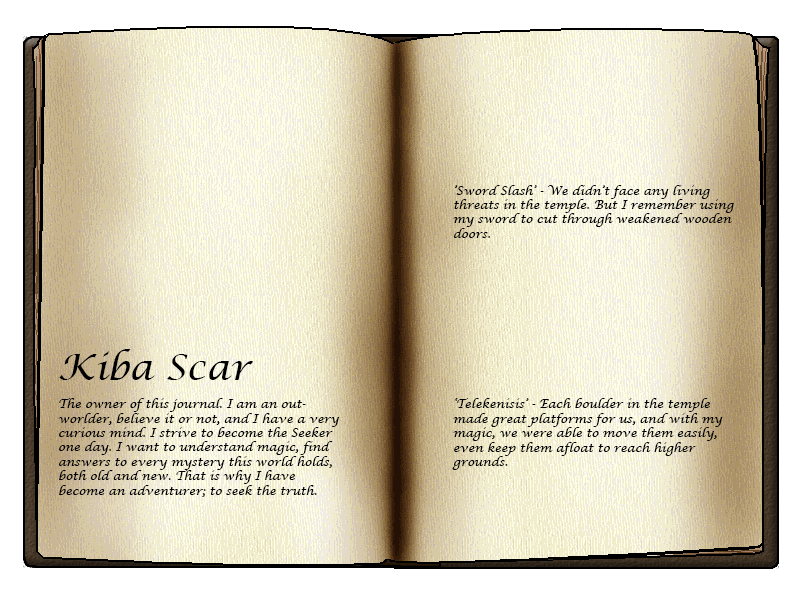 Kiba Scar
The owner of this journal. I am an out-
worlder, believe it or not, and I have a very
curious mind. I strive to become the Seeker
one day. I want to understand magic, find
answers to every mystery this world holds,
both old and new. That is why I have
become an adventurer; to seek the truth.
'Sword Slash' - We didn't face any living
threats in the temple. But I remember using
my sword to cut through weakened wooden
doors.
'Telekenisis' - Each boulder in the temple
made great platforms for us, and with my
magic, we were able to move them easily,
even keep them afloat to reach higher
grounds.